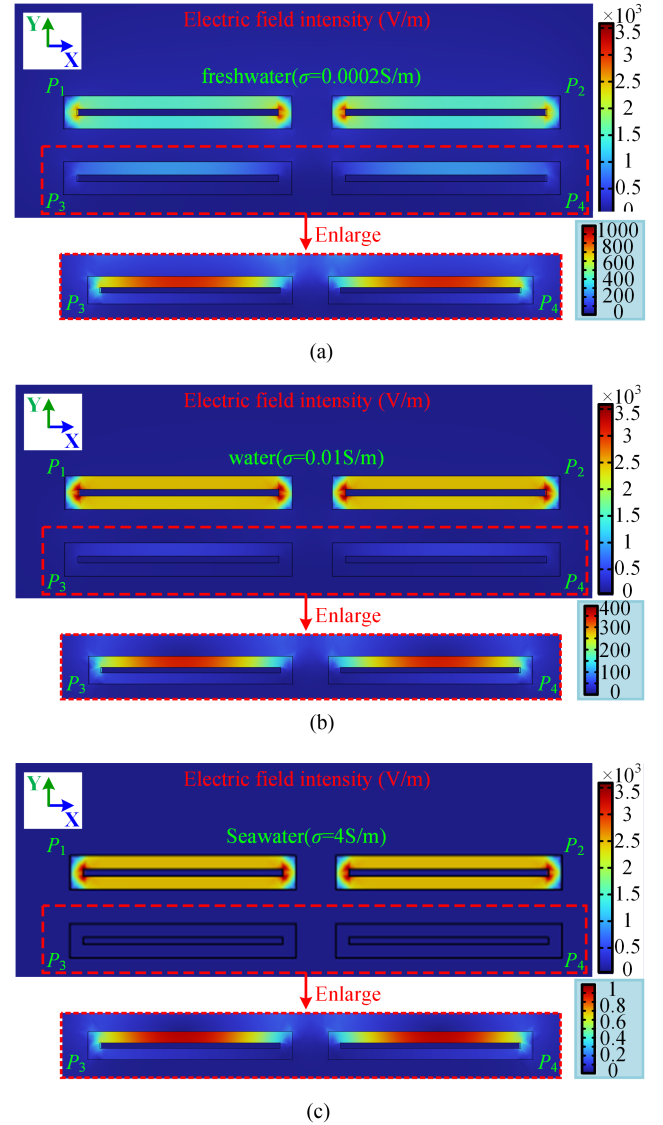 Electric field intensity (V/m)
Y
X
×10³
3.5
3
2.5
2
1.5
1
0.5
0
freshwater(σ=0.0002S/m)
P₁
P₂
P₃
P₄
Enlarge
P₃
P₄
1000
800
600
400
200
0
(a)
Electric field intensity (V/m)
Y
X
×10³
3.5
3
2.5
2
1.5
1
0.5
0
water(σ=0.01S/m)
P₁
P₂
P₃
P₄
Enlarge
P₃
P₄
400
300
200
100
0
(b)
Electric field intensity (V/m)
Y
X
×10³
3.5
3
2.5
2
1.5
1
0.5
0
Seawater(σ=4S/m)
P₁
P₂
P₃
P₄
Enlarge
P₃
P₄
1
0.8
0.6
0.4
0.2
0
(c)